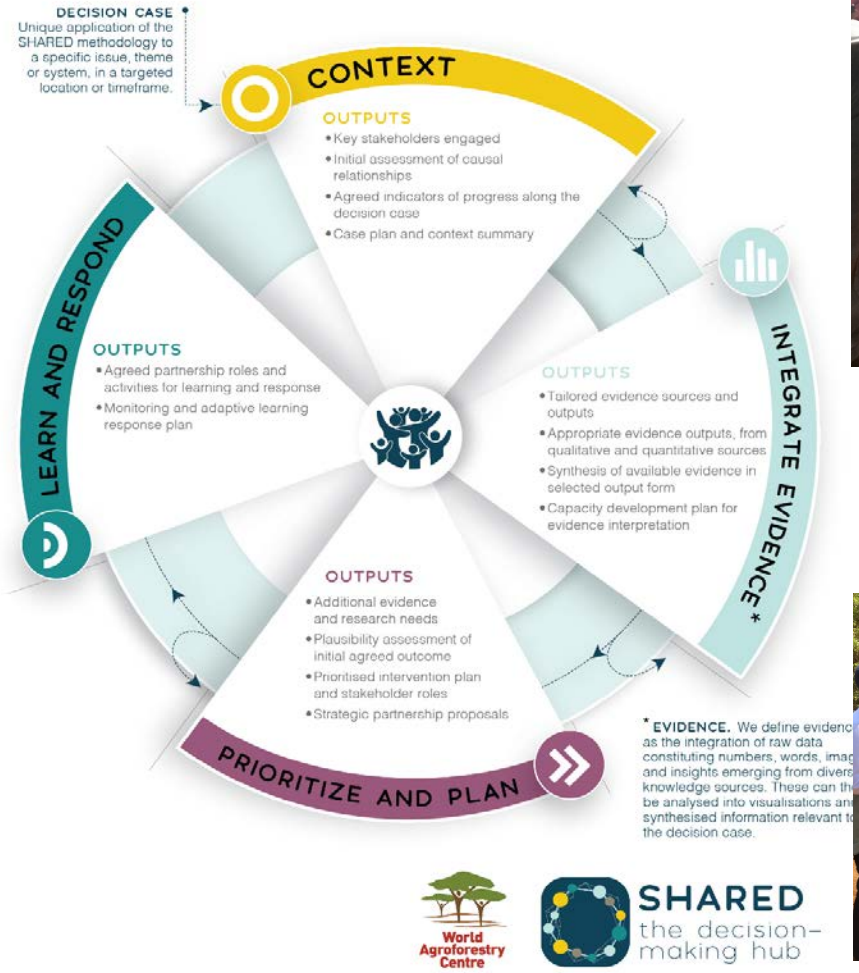 DECISION CASE
Unique application of the
SHARED methodology to
a specific issue, theme
or system, in a targeted
location or timeframe.
CONTEXT
OUTPUTS
• Key stakeholders engaged
• Initial assessment of causal
relationships
• Agreed indicators of progress along the
decision case
• Case plan and context summary
INTEGRATE EVIDENCE *
OUTPUTS
• Tailored evidence sources and
outputs
• Appropriate evidence outputs, from
qualitative and quantitative sources
• Synthesis of available evidence in
selected output form
• Capacity development plan for
evidence interpretation
PRIORITIZE AND PLAN
OUTPUTS
• Additional evidence
and research needs
• Plausibility assessment of
initial agreed outcome
• Prioritised intervention plan
and stakeholder roles
• Strategic partnership proposals
LEARN AND RESPOND
OUTPUTS
• Agreed partnership roles and
activities for learning and response
• Monitoring and adaptive learning
response plan
* EVIDENCE. We define
as the integration of raw data
constituting numbers, words,
and insights emerging from
knowledge sources. These can
be analysed into visualisations
synthesised information relevant
the decision case.
World
Agroforestry
Centre
SHARED
the decision-
making hub